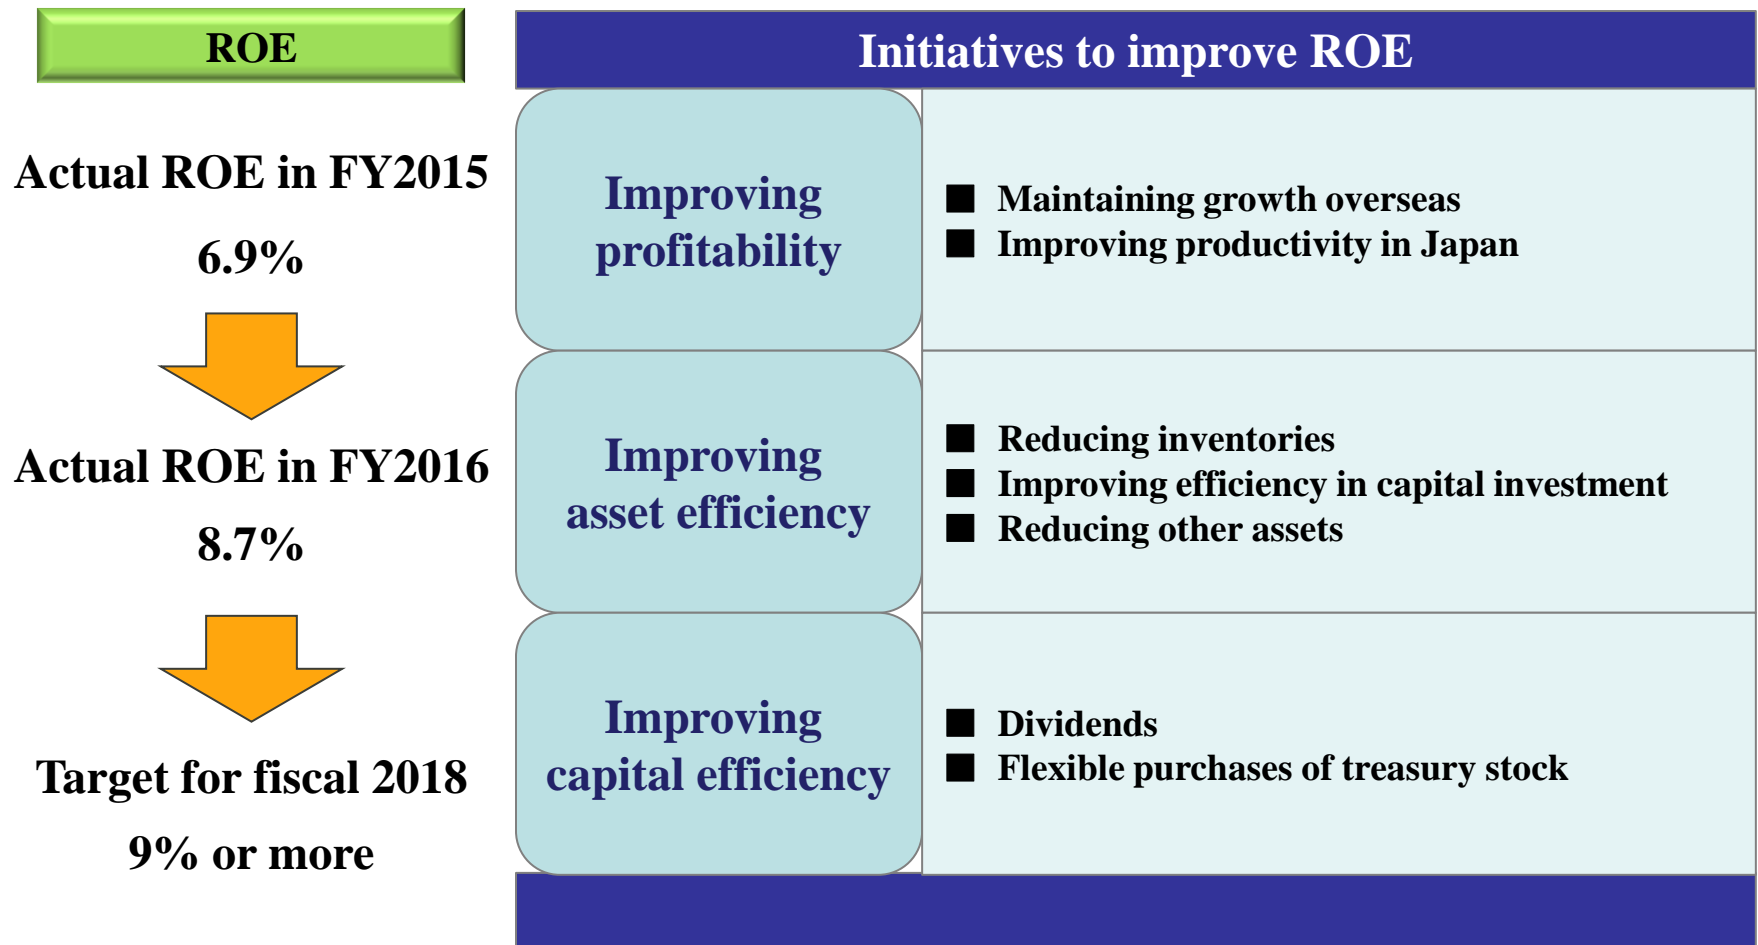 ROE
Actual ROE in FY2015
6.9%
Actual ROE in FY2016
8.7%
Target for fiscal 2018
9% or more
Initiatives to improve ROE
Improving
profitability
■ Maintaining growth overseas
■ Improving productivity in Japan
Improving
asset efficiency
■ Reducing inventories
■ Improving efficiency in capital investment
■ Reducing other assets
Improving
capital efficiency
■ Dividends
■ Flexible purchases of treasury stock